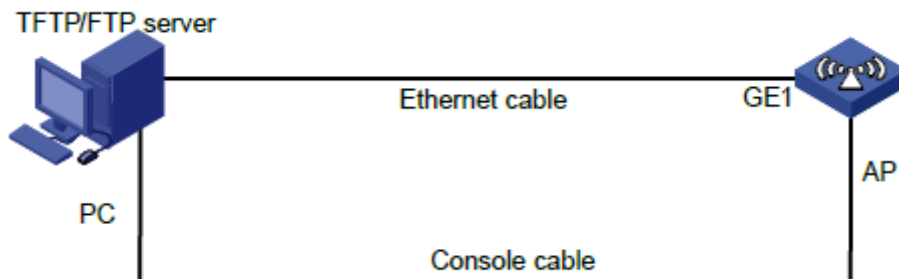 TFTP/FTP server
Ethernet cable
GE1
AP
PC
Console cable